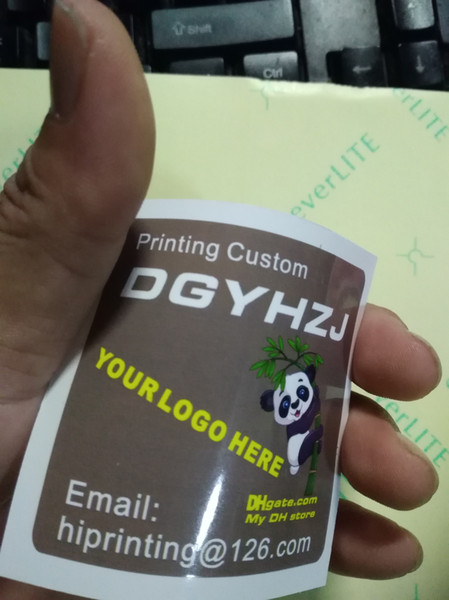 Shift
Ctrl
everLITE
everLITE
everLITE
Printing Custom
DGYHZJ
YOUR LOGO HERE
DHgate.com
My DH store
Email:
hiprinting@126.com